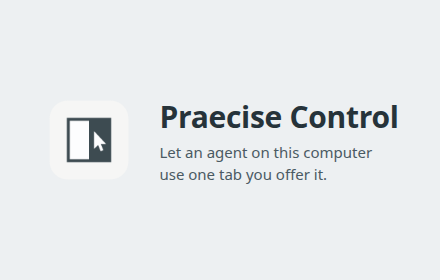 Praecise Control
Let an agent on this computer
use one tab you offer it.